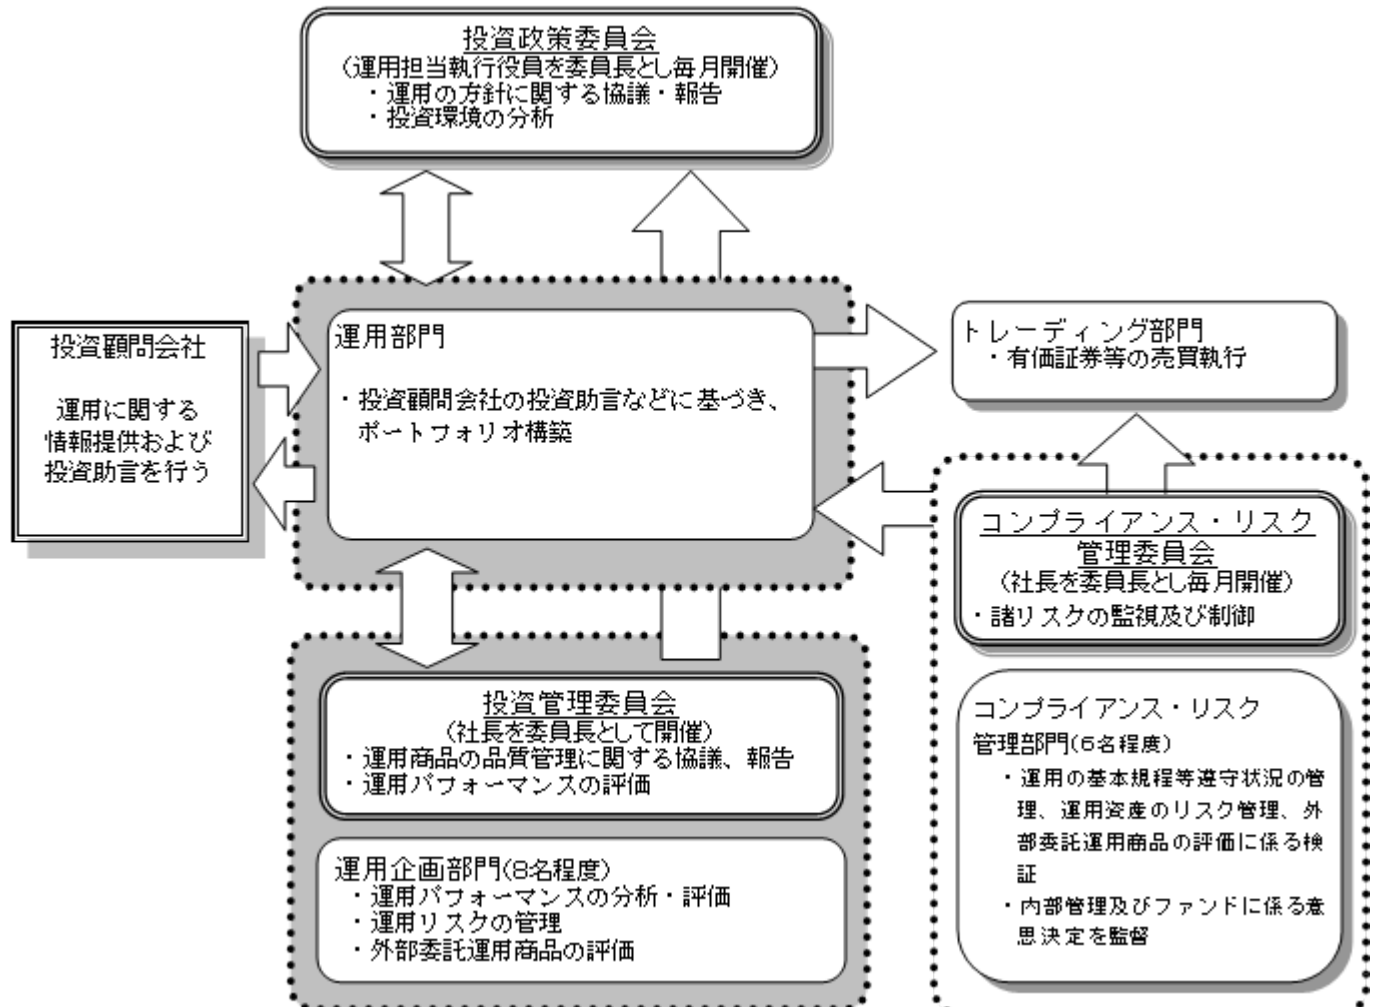 投資政策委員会
(運用担当執行役員を委員長とし毎月開催)
・運用の方針に関する協議・報告
・投資環境の分析
投資顧問会社
運用に関する
情報提供および
投資助言を行う
運用部門
・投資顧問会社の投資助言などに基づき、
ポートフォリオ構築
トレーディング部門
・有価証券等の売買執行
コンプライアンス・リスク
管理委員会
(社長を委員長とし毎月開催)
・諸リスクの監視及び制御
コンプライアンス・リスク
管理部門(6名程度)
・運用の基本規程等遵守状況の管
理、運用資産のリスク管理、外
部委託運用商品の評価に係る検
証
・内部管理及びファンドに係る意
思決定を監督
投資管理委員会
(社長を委員長として開催)
・運用商品の品質管理に関する協議、報告
・運用パフォーマンスの評価
運用企画部門(8名程度)
・運用パフォーマンスの分析・評価
・運用リスクの管理
・外部委託運用商品の評価